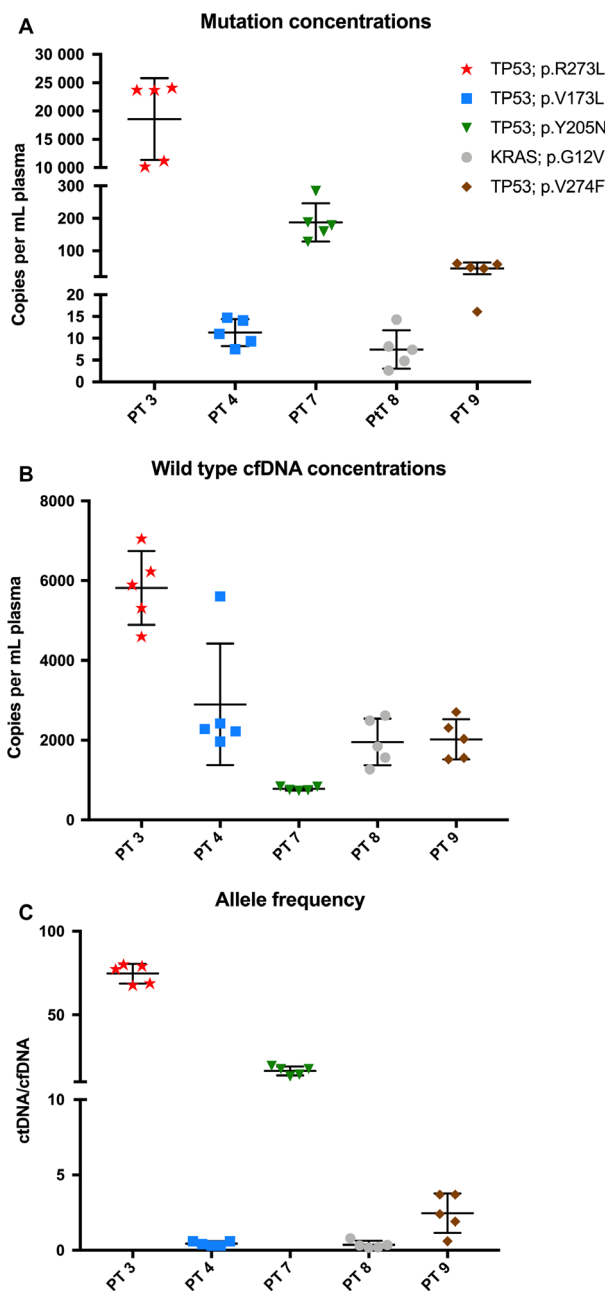 A
Mutation concentrations
Copies per mL plasma
30 000
25 000
20 000
15 000
10 000
300
200
100
20
15
10
5
0
PT 3
PT 4
PT 7
PtT 8
PT 9
TP53; p.R273L
TP53; p.V173L
TP53; p.Y205N
KRAS; p.G12V
TP53; p.V274F
B
Wild type cfDNA concentrations
Copies per mL plasma
8000
6000
4000
2000
0
PT 3
PT 4
PT 7
PT 8
PT 9
C
Allele frequency
ctDNA/cfDNA
100
50
10
5
0
PT 3
PT 4
PT 7
PT 8
PT 9